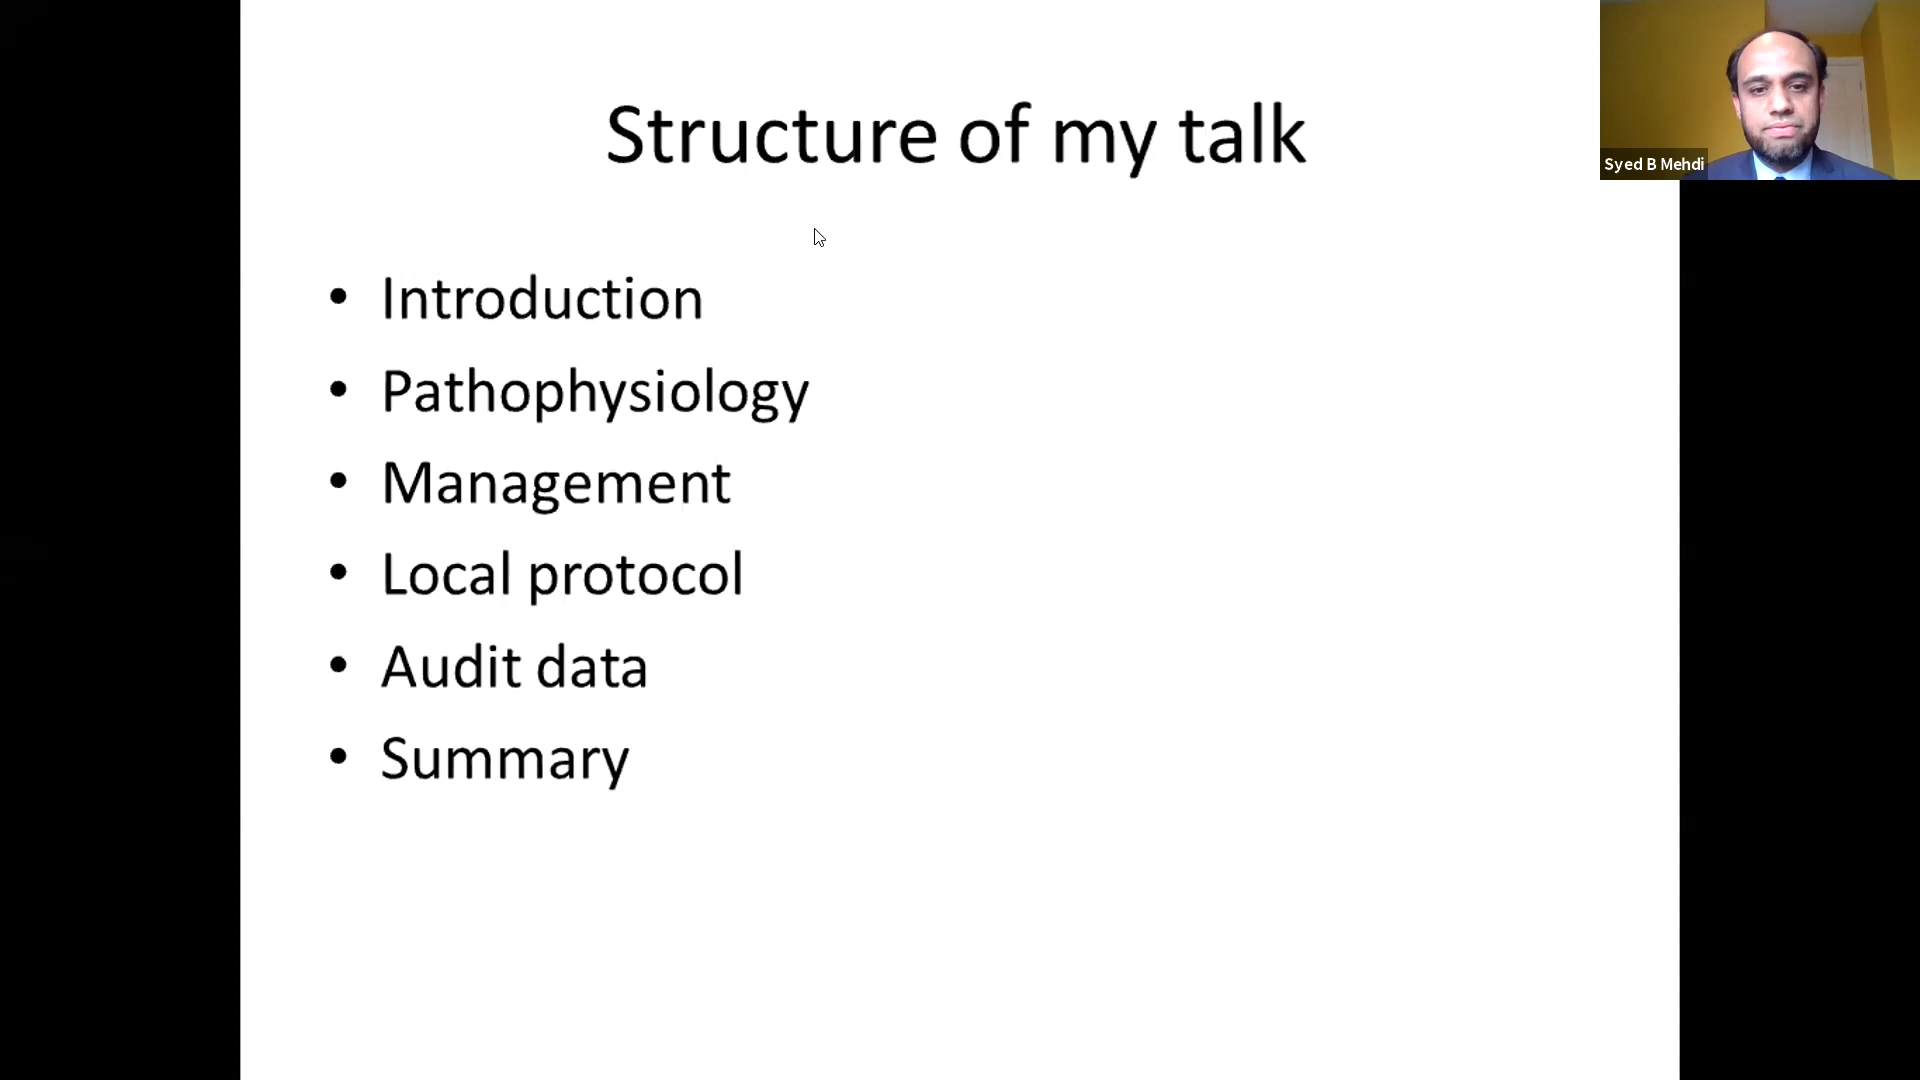 Structure of my talk
Syed B Mehdi
• Introduction
• Pathophysiology
• Management
• Local protocol
• Audit data
• Summary